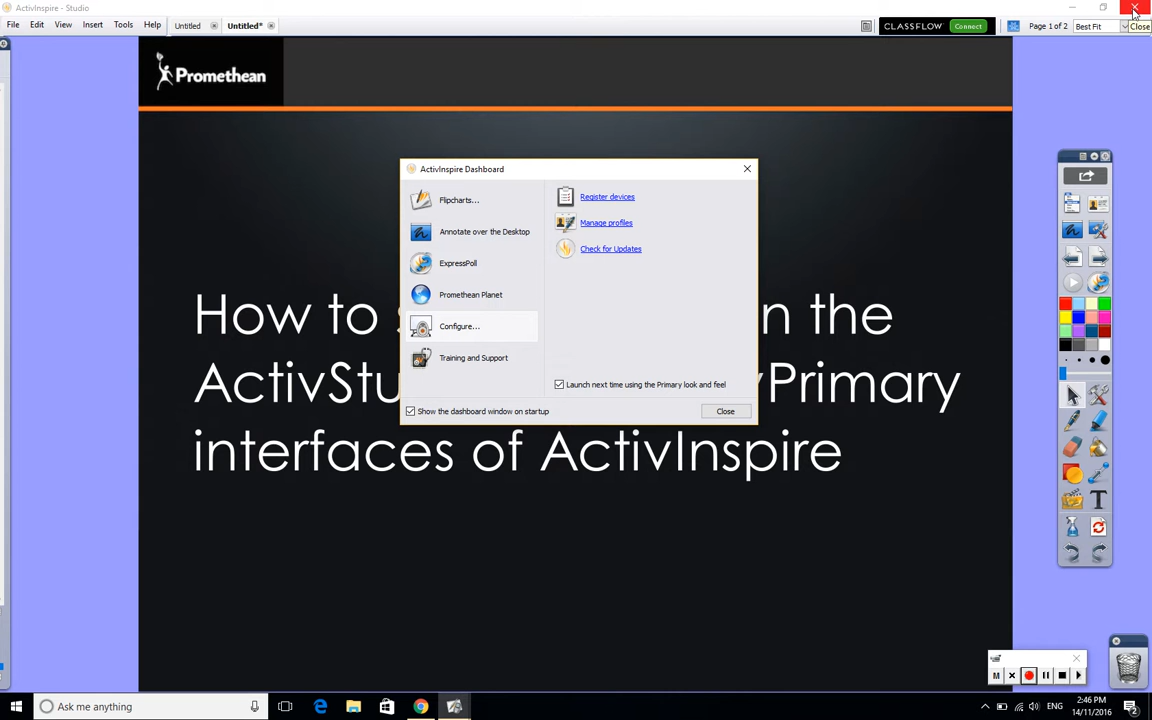 ActivInspire - Studio
File Edit View Insert Tools Help Untitled Untitled* CLASSFLOW Connect Page 1 of 2 Best Fit Close
Promethean
ActivInspire Dashboard
Flipcharts...
Annotate over the Desktop
ExpressPoll
Promethean Planet
Configure...
Training and Support
Register devices
Manage profiles
Check for Updates
Launch next time using the Primary look and feel
Show the dashboard window on startup
Close
How to n the
ActivStu yPrimary
interfaces of ActivInspire
T
M
Ask me anything
ENG
2:46 PM
14/11/2016
2